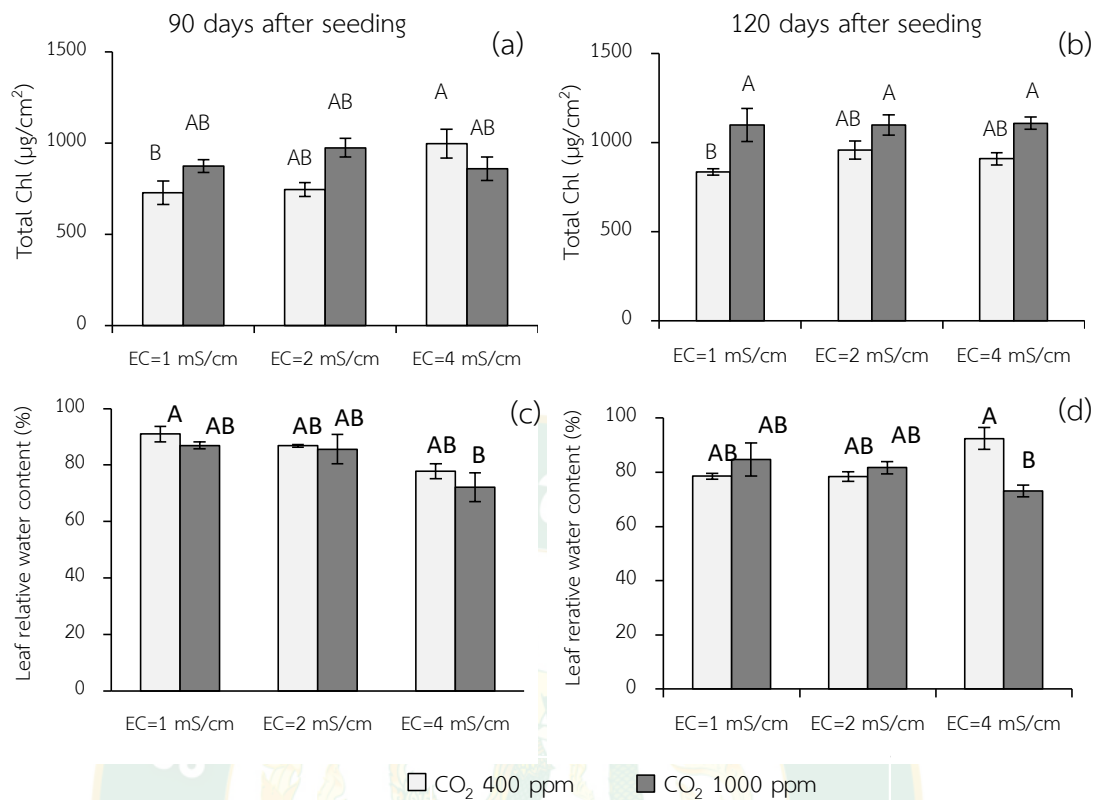 90 days after seeding
(a)
Total Chl (µg/cm²)
1500
1000
500
0
B
AB
AB
AB
A
AB
EC=1 mS/cm
EC=2 mS/cm
EC=4 mS/cm
120 days after seeding
(b)
Total Chl (µg/cm²)
1500
1000
500
0
B
A
AB
A
AB
A
EC=1 mS/cm
EC=2 mS/cm
EC=4 mS/cm
(c)
Leaf relative water content (%)
100
80
60
40
20
0
A
AB
AB
AB
AB
B
EC=1 mS/cm
EC=2 mS/cm
EC=4 mS/cm
(d)
Leaf rerative water content (%)
100
80
60
40
20
0
AB
AB
AB
AB
A
B
EC=1 mS/cm
EC=2 mS/cm
EC=4 mS/cm
CO₂ 400 ppm
CO₂ 1000 ppm